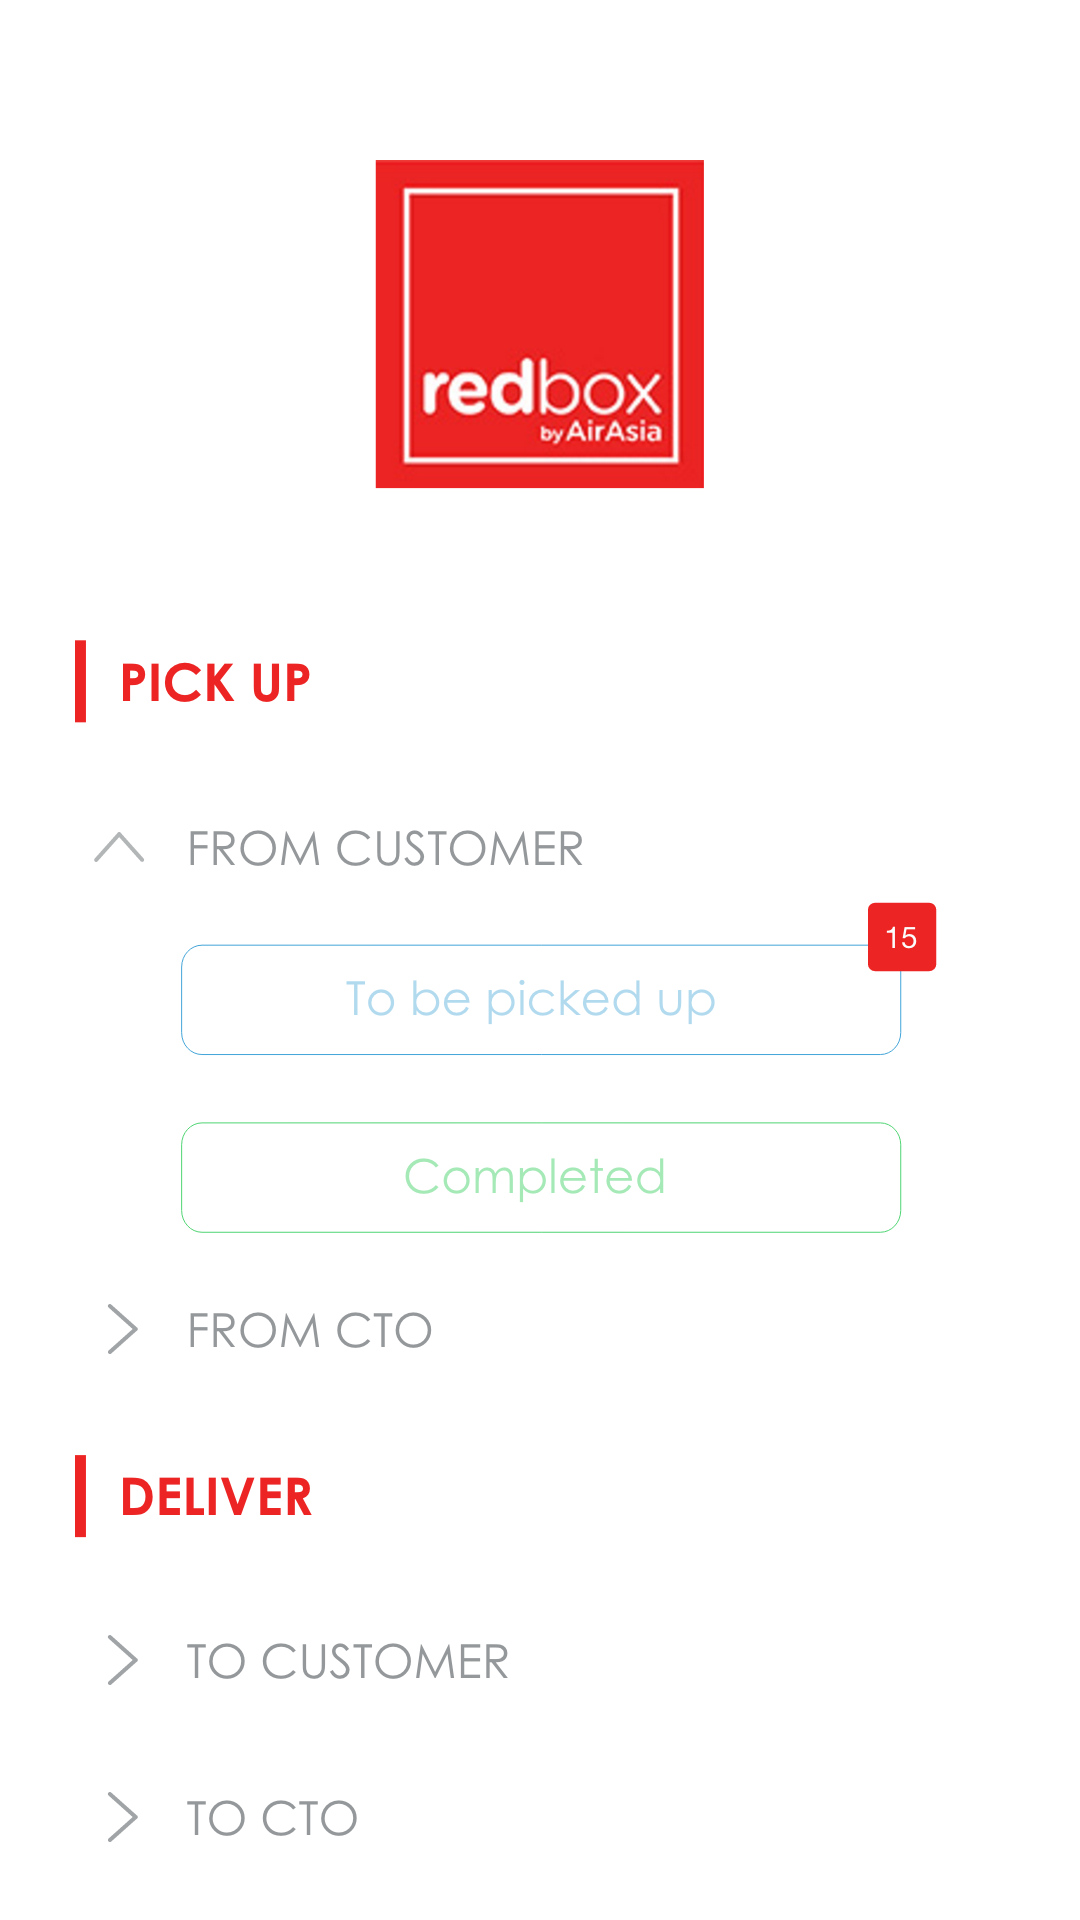 redbox
by AirAsia
PICK UP
FROM CUSTOMER
15
To be picked up
Completed
FROM CTO
DELIVER
TO CUSTOMER
TO CTO